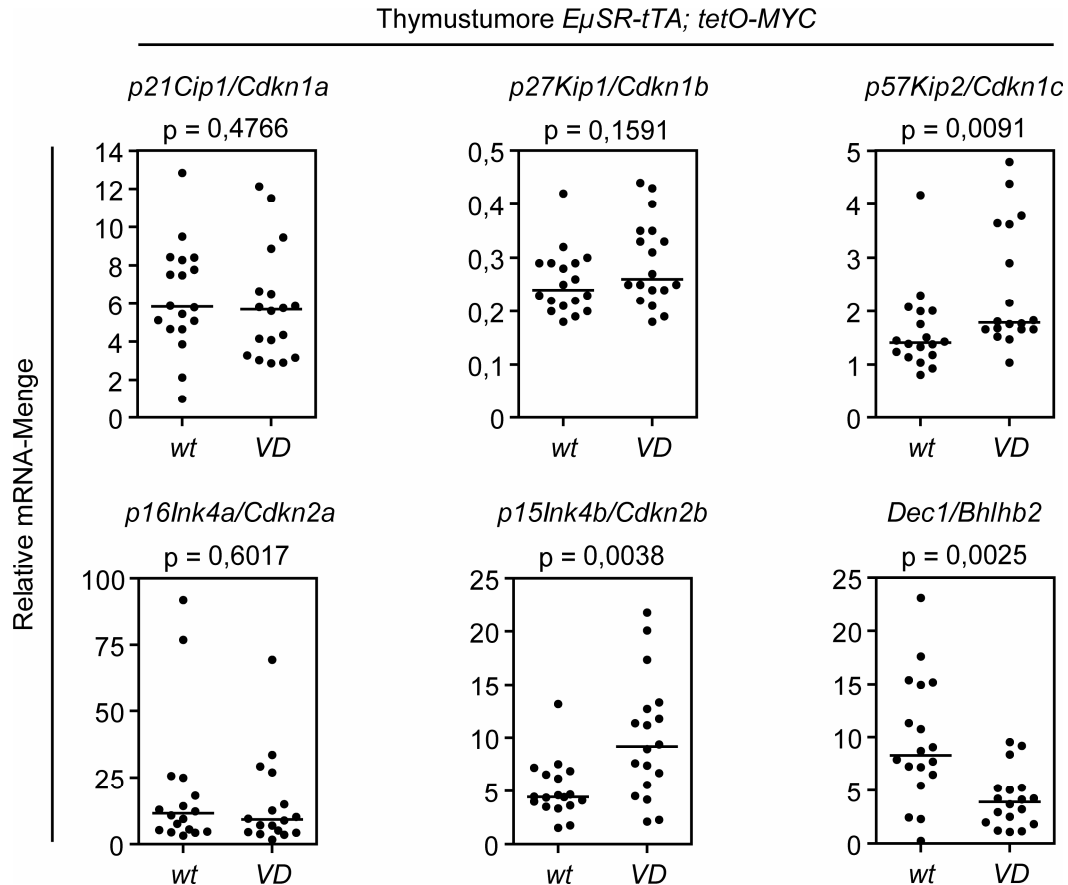 Thymustumore EµSR-tTA; tetO-MYC
p21Cip1/Cdkn1a
p = 0,4766
14
12
10
8
6
4
2
0
wt VD
p27Kip1/Cdkn1b
p = 0,1591
0,5
0,4
0,3
0,2
0,1
0
wt VD
p57Kip2/Cdkn1c
p = 0,0091
5
4
3
2
1
0
wt VD
Relative mRNA-Menge
p16Ink4a/Cdkn2a
p = 0,6017
100
75
50
25
0
wt VD
p15Ink4b/Cdkn2b
p = 0,0038
25
20
15
10
5
0
wt VD
Dec1/Bhlhb2
p = 0,0025
25
20
15
10
5
0
wt VD